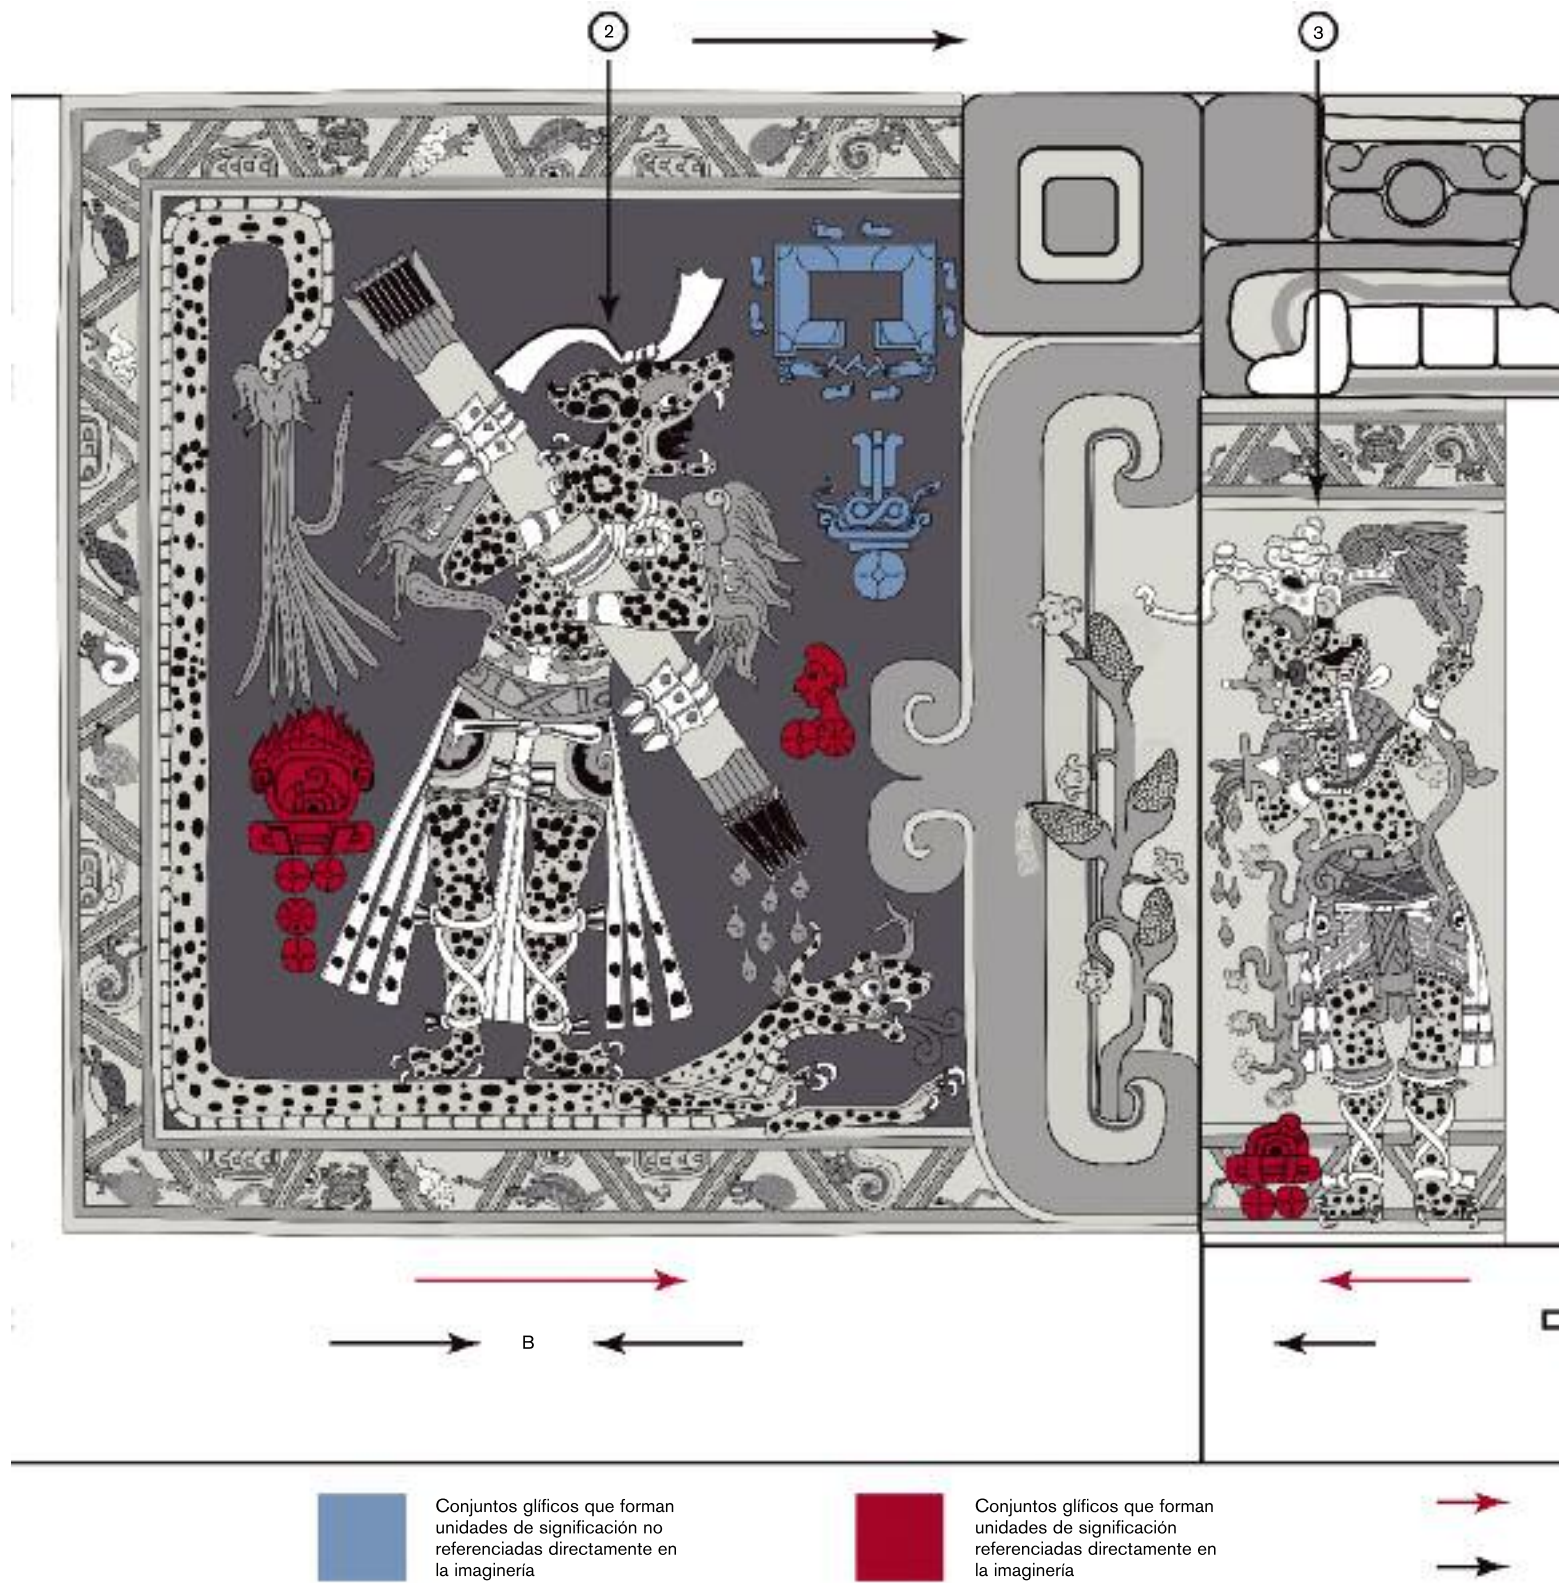 2
3
B
Conjuntos glíficos que forman
unidades de significación no
referenciadas directamente en
la imaginería
Conjuntos glíficos que forman
unidades de significación
referenciadas directamente en
la imaginería